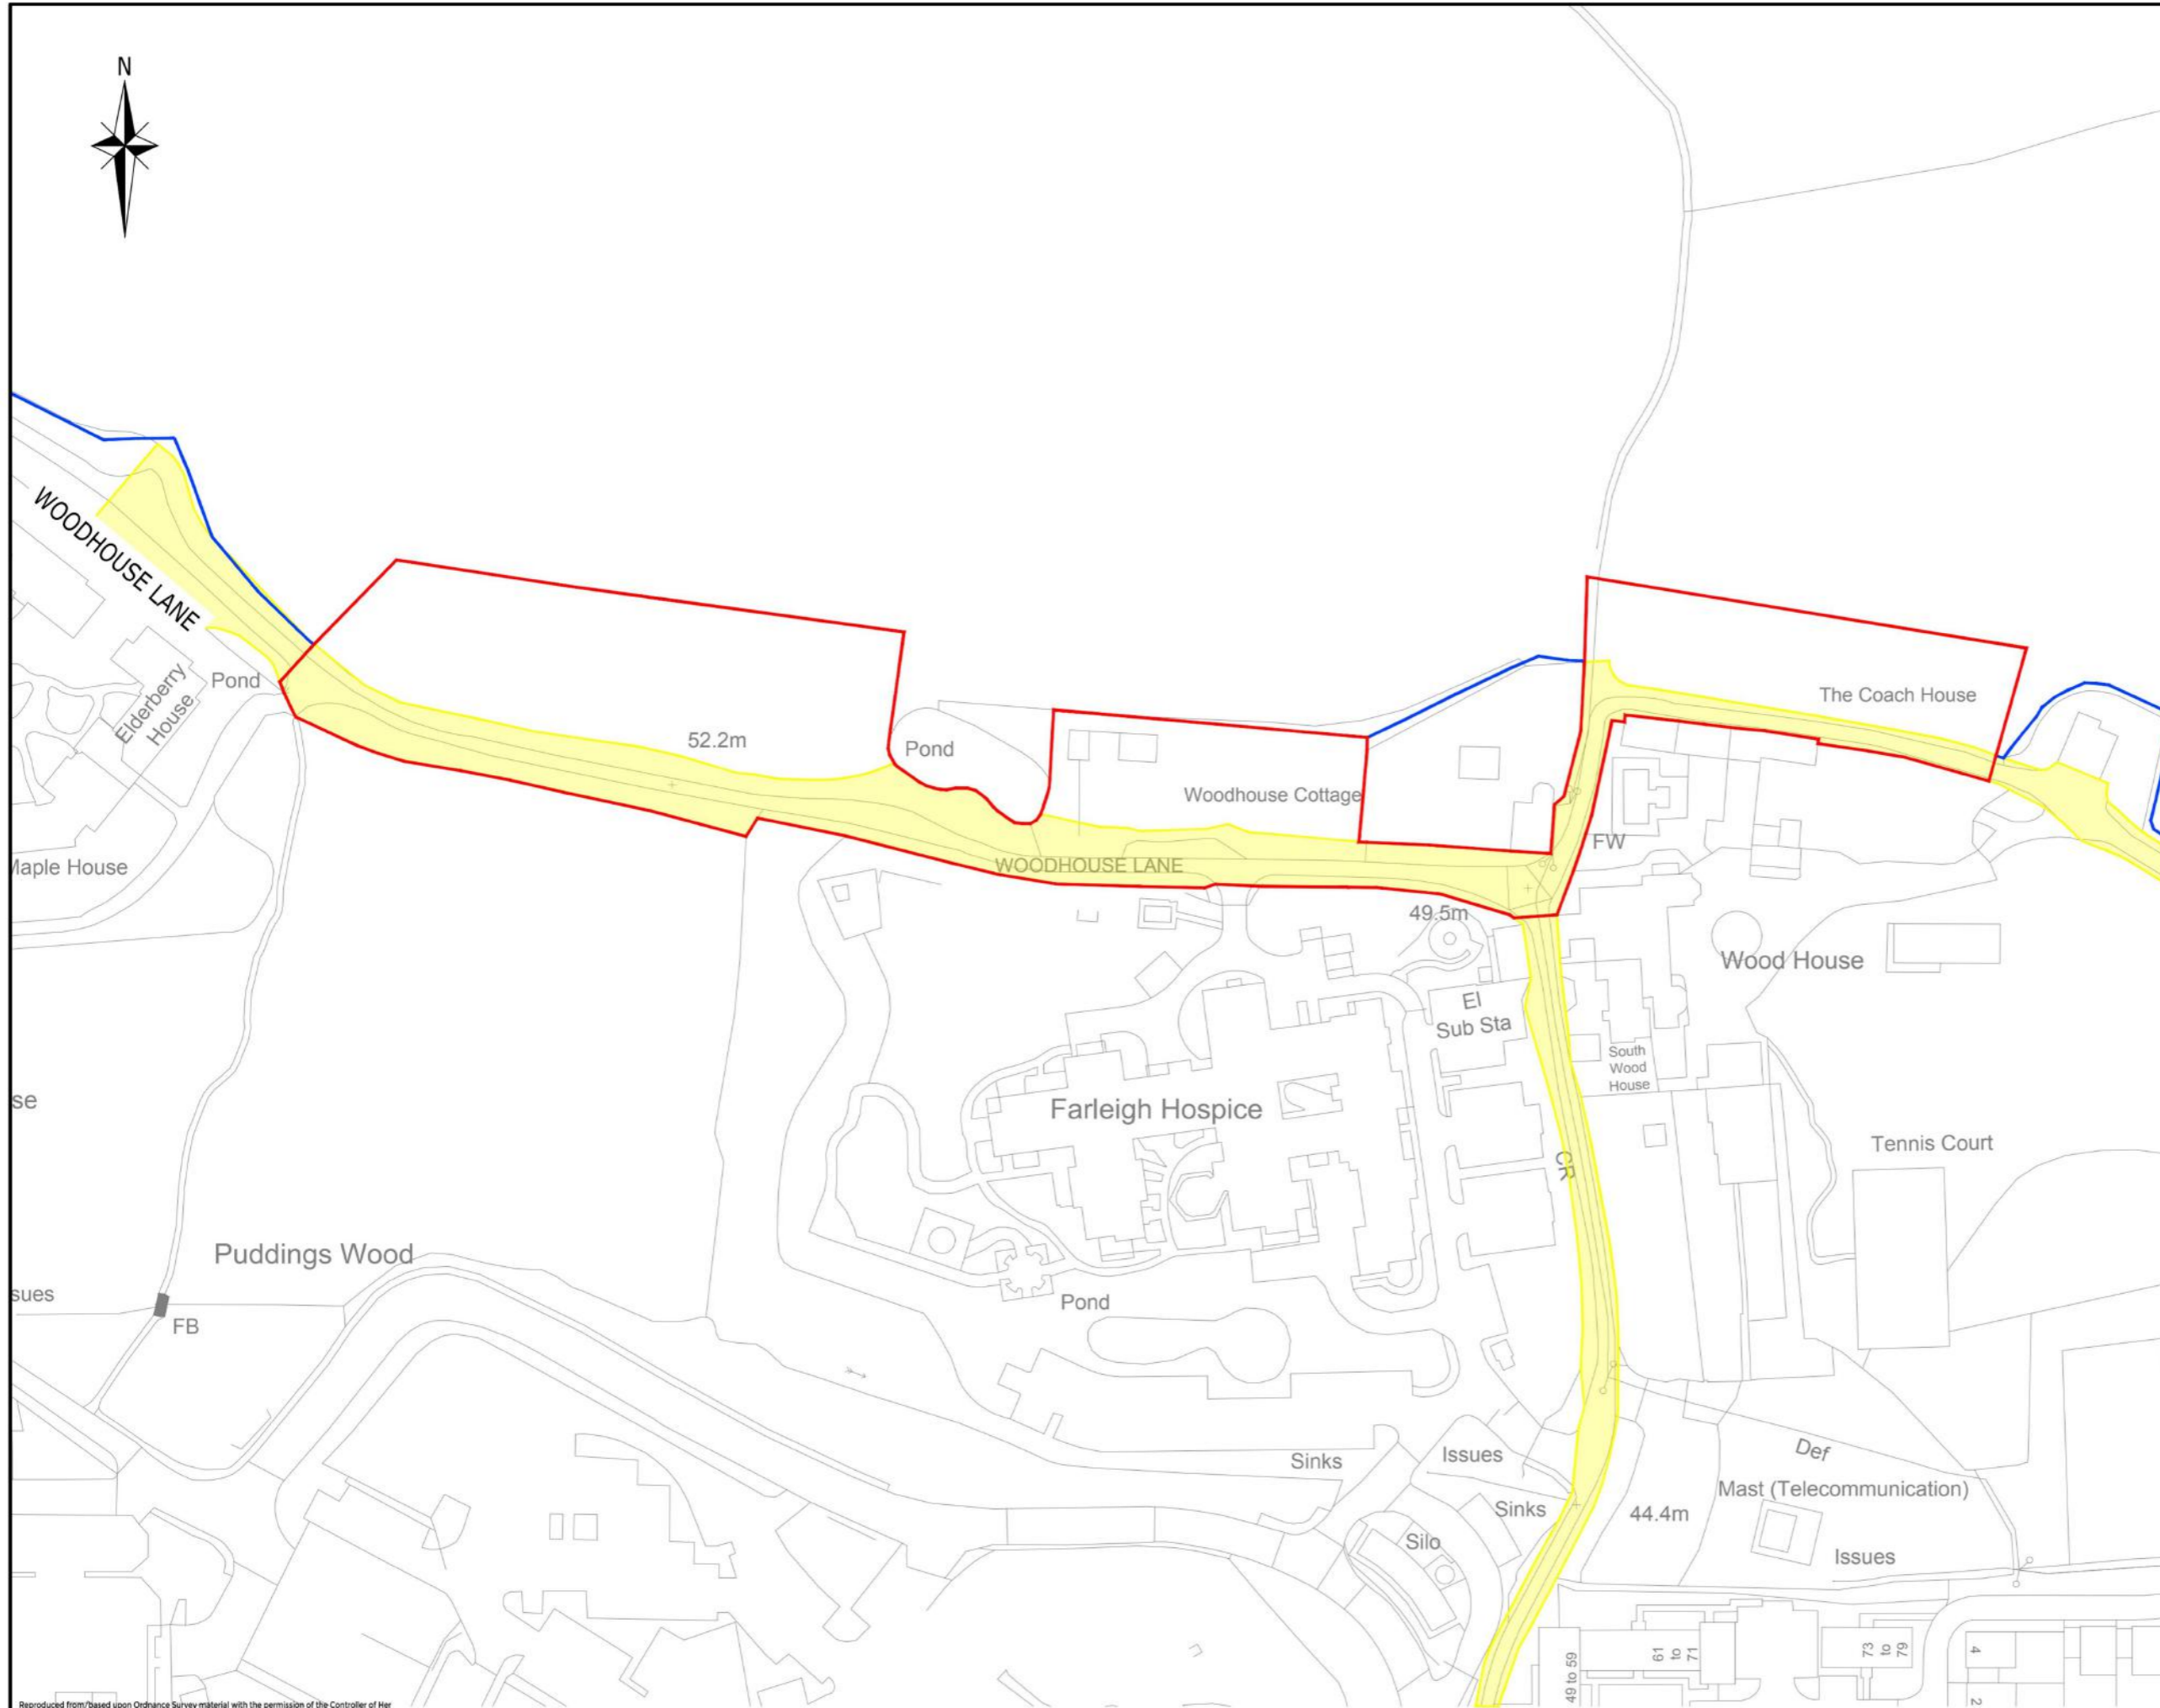 N
WOODHOUSE LANE
Elderberry
House
Pond
52.2m
Pond
The Coach House
Woodhouse Cottage
WOODHOUSE LANE
FW
Maple House
49.5m
Wood House
El
Sub Sta
South
Wood
House
se
Farleigh Hospice
Tennis Court
CR
Puddings Wood
sues
FB
Pond
Sinks
Issues
Def
Mast (Telecommunication)
Sinks
44.4m
Silo
Issues
49 to 59
61
to
71
73
to
79
4
2
Reproduced from/based upon Ordnance Survey material with the permission of the Controller of Her